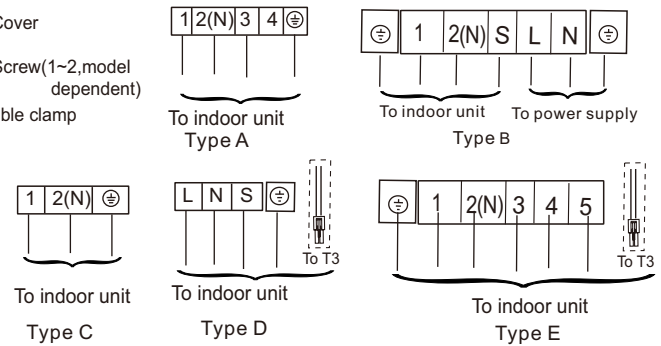 Cover
Screw(1~2,model
dependent)
ble clamp
1 2(N) 3 4
To indoor unit
Type A
1 2(N) S L N
To indoor unit To power supply
Type B
1 2(N)
To indoor unit
Type C
L N S
To T3
To indoor unit
Type D
1 2(N) 3 4 5
To T3
To indoor unit
Type E